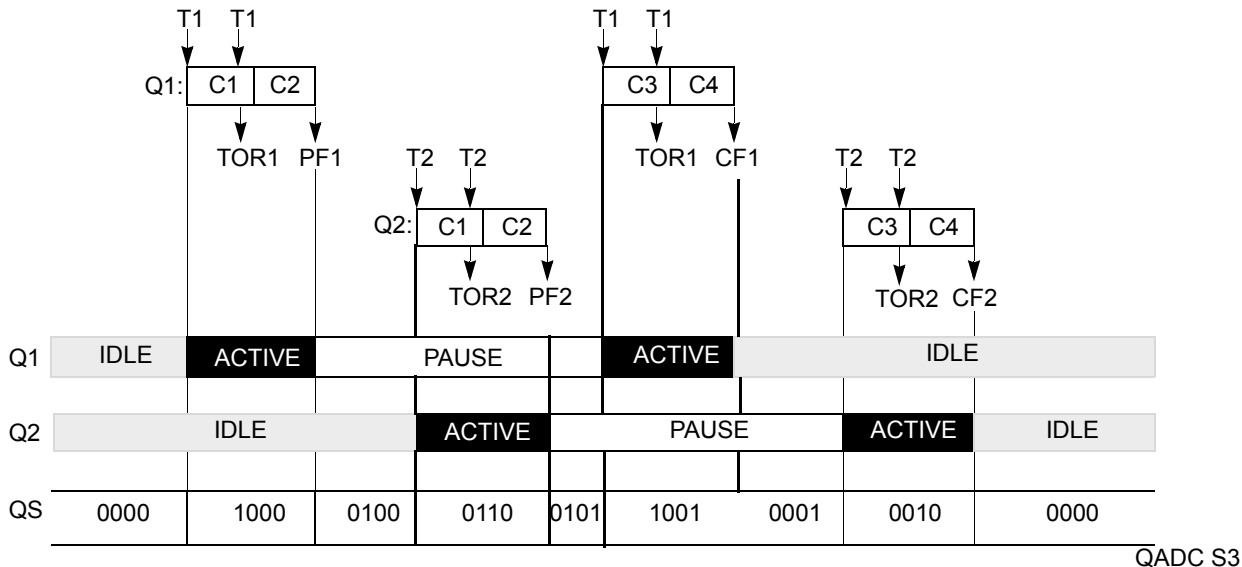 T1 T1 T1 T1
Q1: C1 C2 C3 C4
TOR1 PF1 T2 T2 TOR1 CF1 T2 T2
Q2: C1 C2 C3 C4
TOR2 PF2 TOR2 CF2
Q1 IDLE ACTIVE PAUSE ACTIVE IDLE
Q2 IDLE ACTIVE PAUSE ACTIVE IDLE
QS 0000 1000 0100 0110 0101 1001 0001 0010 0000
QADC S3